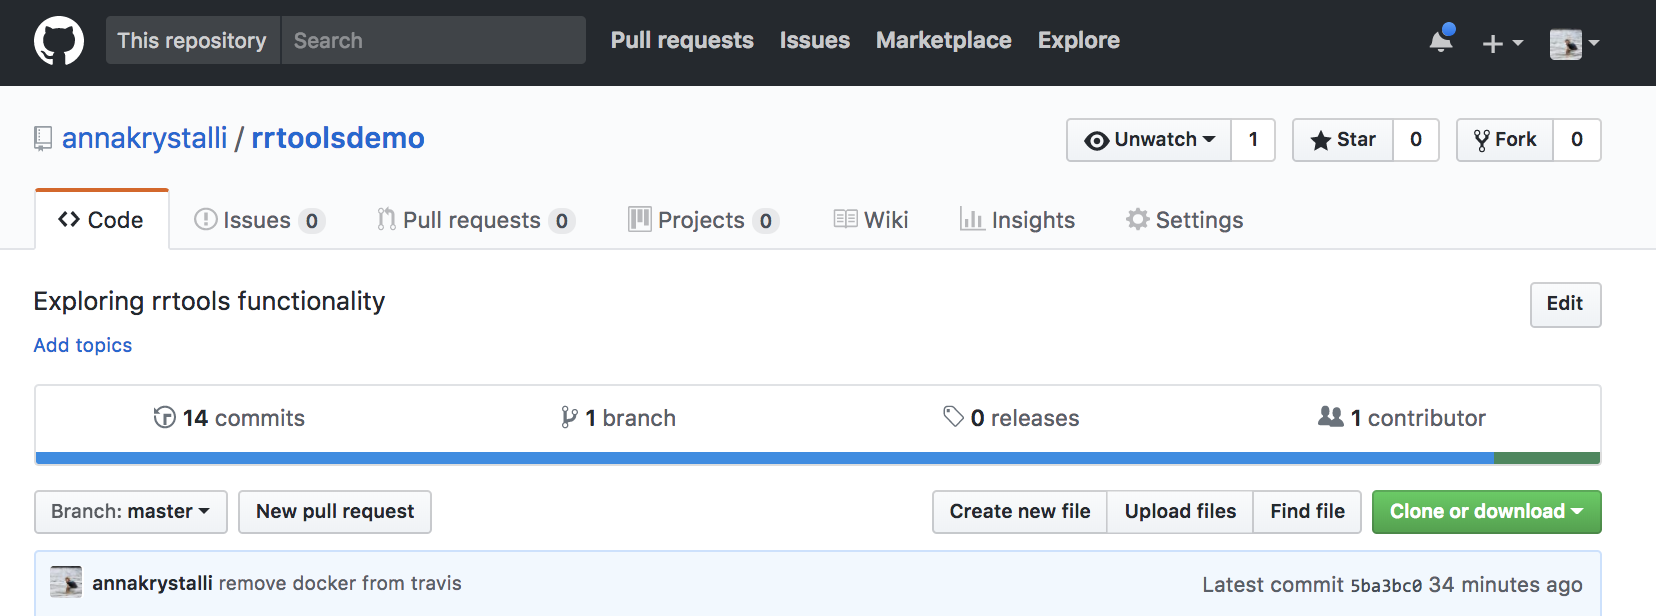 This repository Search Pull requests Issues Marketplace Explore
annakrystalli / rrtoolsdemo Unwatch 1 Star 0 Fork 0
Code Issues 0 Pull requests 0 Projects 0 Wiki Insights Settings
Exploring rrtools functionality Edit
Add topics
14 commits 1 branch 0 releases 1 contributor
Branch: master New pull request Create new file Upload files Find file Clone or download
annakrystalli remove docker from travis Latest commit 5ba3bc0 34 minutes ago